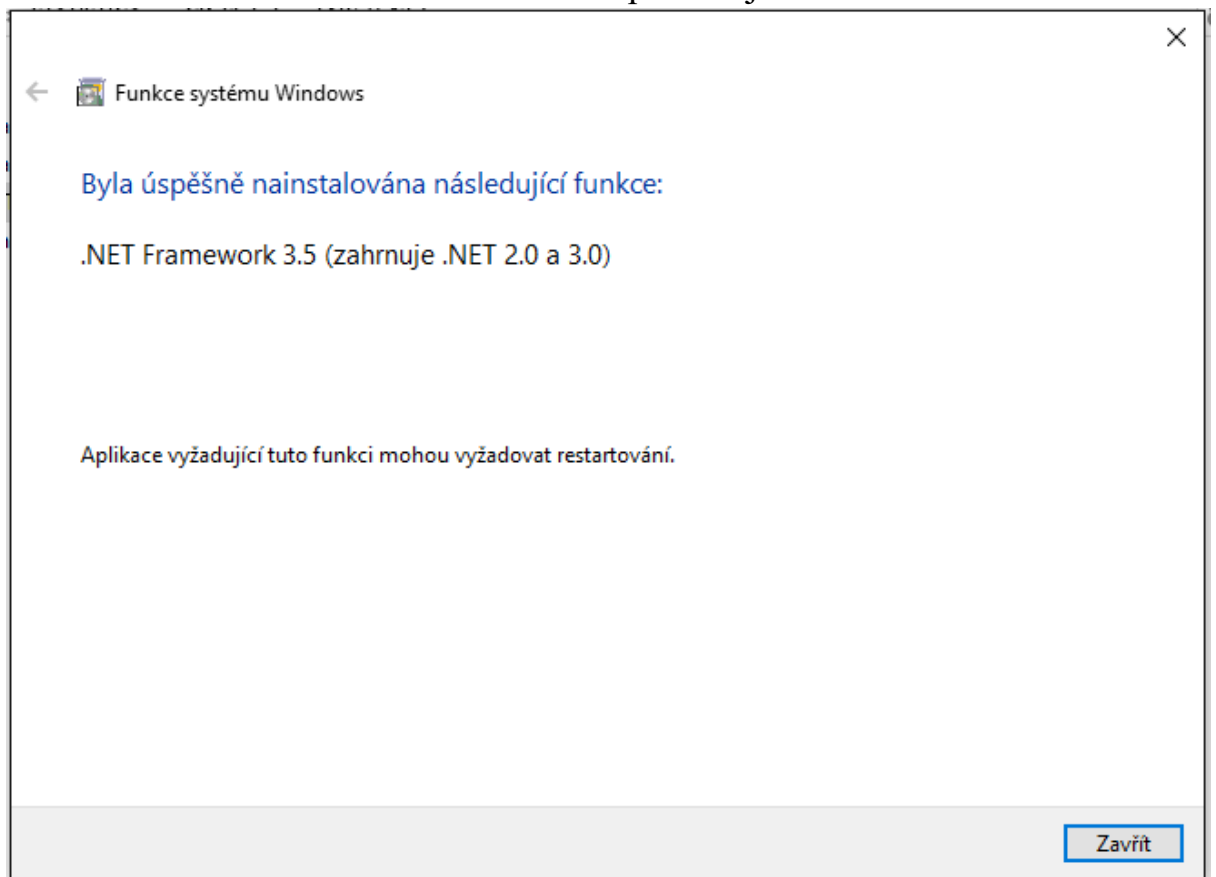 Funkce systému Windows
Byla úspěšně nainstalována následující funkce:
.NET Framework 3.5 (zahrnuje .NET 2.0 a 3.0)
Aplikace vyžadující tuto funkci mohou vyžadovat restartování.
Zavřít